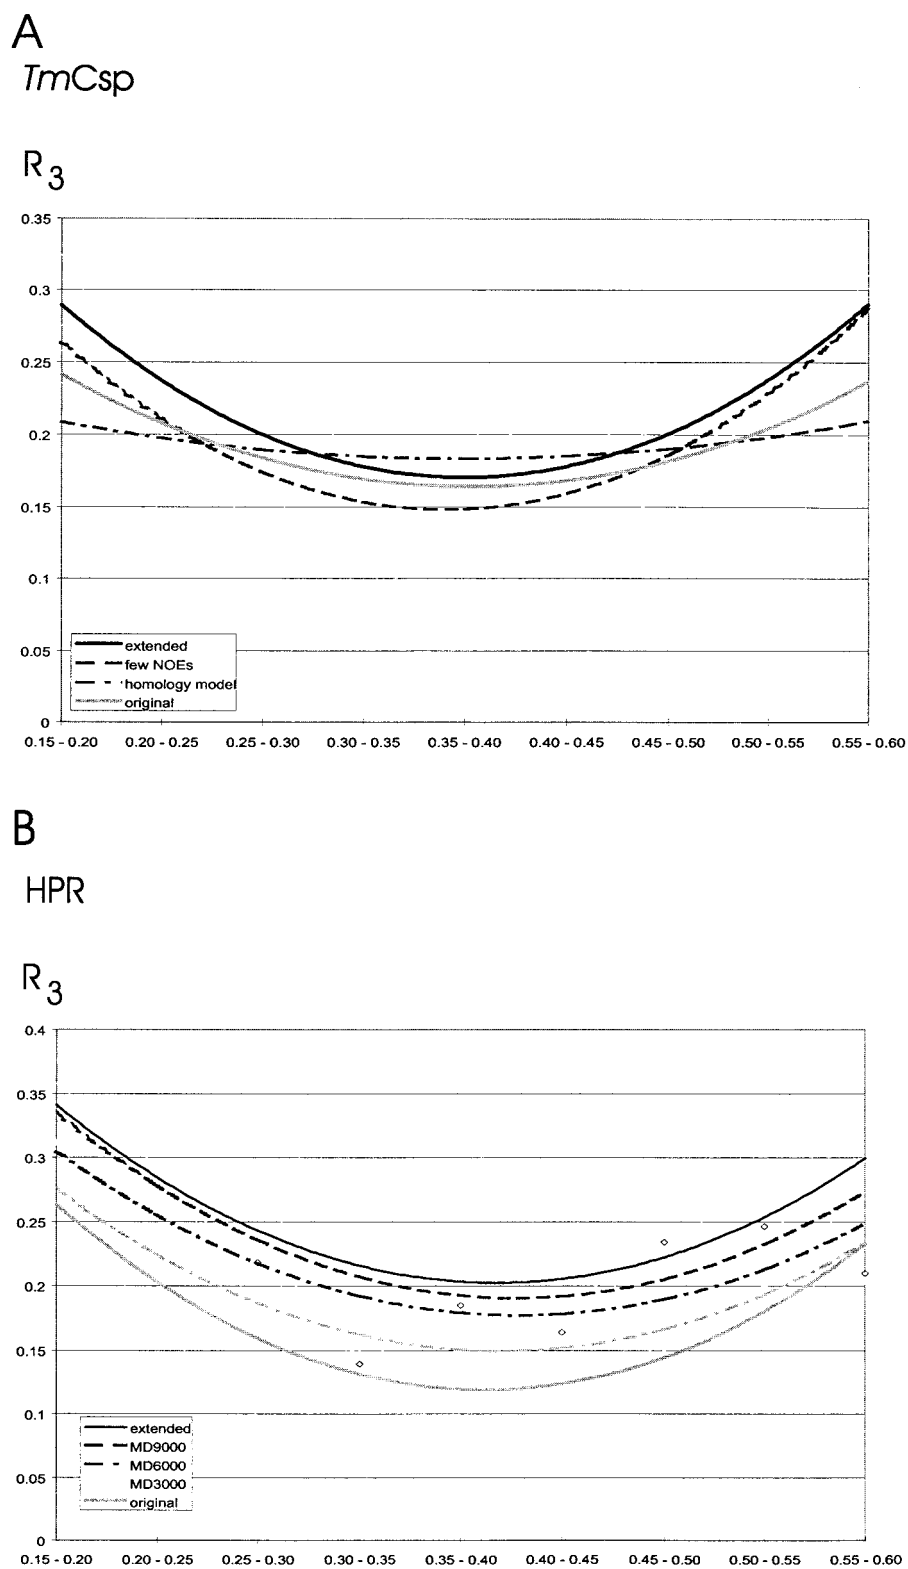 A
TmCsp
R3
0.35
0.3
0.25
0.2
0.15
0.1
0.05
0
extended
few NOEs
homology model
original
0.15 - 0.20 0.20 - 0.25 0.25 - 0.30 0.30 - 0.35 0.35 - 0.40 0.40 - 0.45 0.45 - 0.50 0.50 - 0.55 0.55 - 0.60
B
HPR
R3
0.4
0.35
0.3
0.25
0.2
0.15
0.1
0.05
0
extended
MD9000
MD6000
MD3000
original
0.15 - 0.20 0.20 - 0.25 0.25 - 0.30 0.30 - 0.35 0.35 - 0.40 0.40 - 0.45 0.45 - 0.50 0.50 - 0.55 0.55 - 0.60